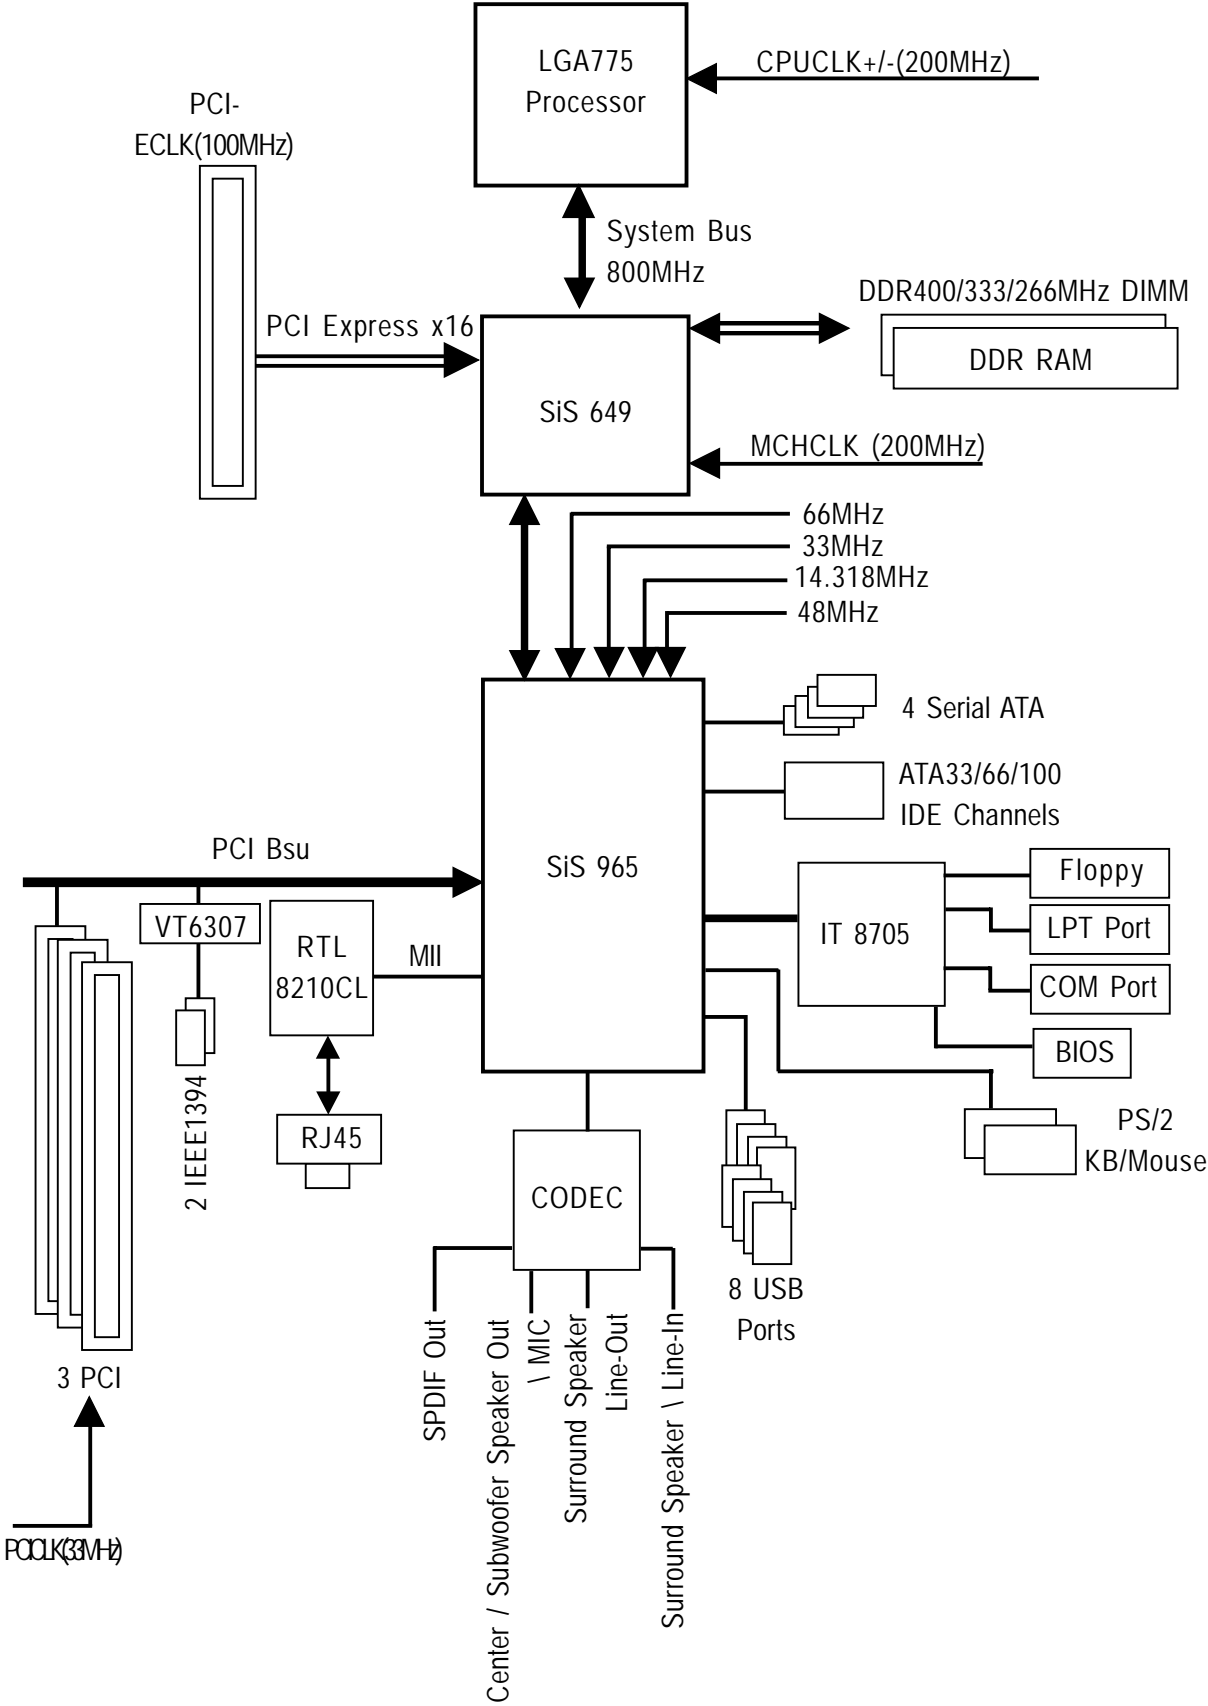 LGA775
Processor
CPUCLK+/-(200MHz)
PCI-
ECLK(100MHz)
System Bus
800MHz
DDR400/333/266MHz DIMM
DDR RAM
PCI Express x16
SiS 649
MCHCLK (200MHz)
66MHz
33MHz
14.318MHz
48MHz
4 Serial ATA
ATA33/66/100
IDE Channels
PCI Bsu
SiS 965
VT6307
RTL
8210CL
MII
IT 8705
Floppy
LPT Port
COM Port
BIOS
2 IEEE1394
RJ45
PS/2
KB/Mouse
CODEC
8 USB
Ports
3 PCI
SPDIF Out
Center / Subwoofer Speaker Out
\ MIC
Surround Speaker
Line-Out
Surround Speaker \ Line-In
PCICLK(33MHz)